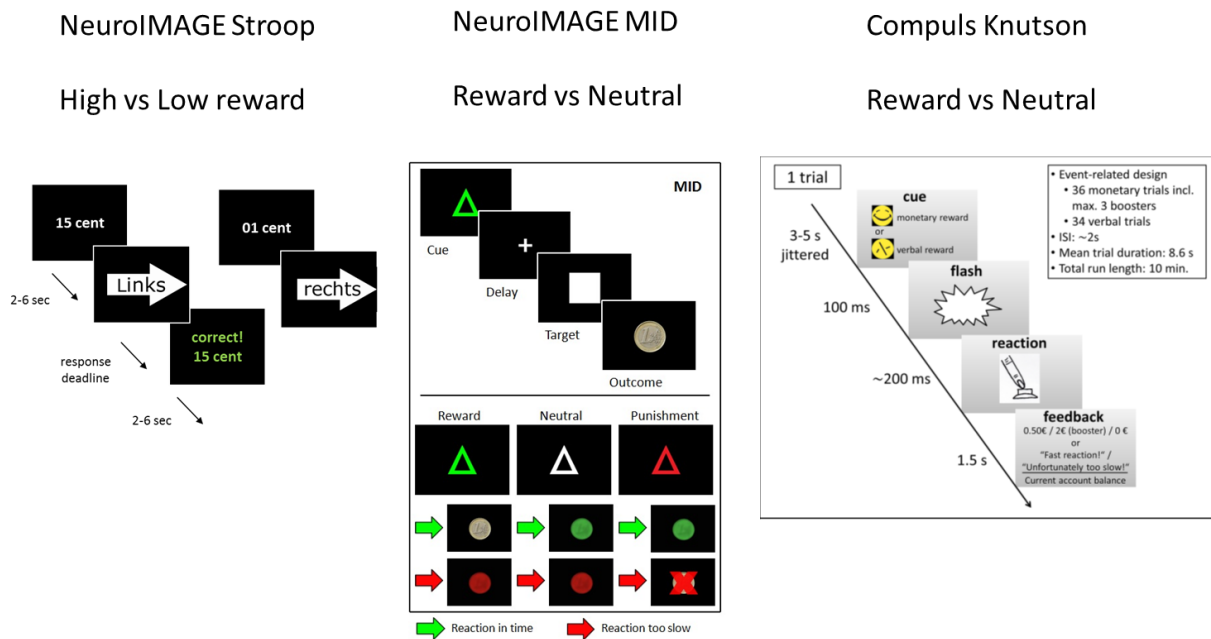 NeuroIMAGE Stroop
High vs Low reward
15 cent
01 cent
Links
rechts
2-6 sec
correct!
15 cent
response
deadline
2-6 sec
NeuroIMAGE MID
Reward vs Neutral
MID
Cue
Delay
Target
Outcome
Reward
Neutral
Punishment
Reaction in time
Reaction too slow
Compuls Knutson
Reward vs Neutral
1 trial
• Event-related design
• 36 monetary trials incl.
max. 3 boosters
• 34 verbal trials
• ISI: ~2s
• Mean trial duration: 8.6 s
• Total run length: 10 min.
cue
monetary reward
or
verbal reward
3-5 s
jittered
flash
100 ms
reaction
~200 ms
feedback
0.50€ / 2€ (booster) / 0 €
or
"Fast reaction!" /
"Unfortunately too slow!"
Current account balance
1.5 s